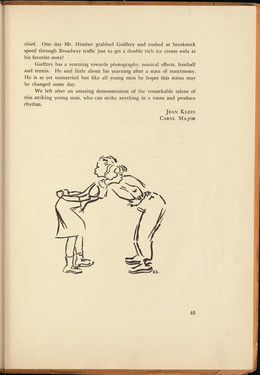 chief. One day Mr. Himber grabbed Godfrey and rushed at breakneck
speed through Broadway traffic just to get a double rich ice cream soda at
his favorite store!
Godfrey has a yearning towards photography, musical effects, football
and tennis. He said little about his yearning after a state of matrimony.
He is as yet unmarried but like all young men he hopes this status may
be changed some day.
We left after an amazing demonstration of the remarkable talent of
this striking young man, who can strike anything in a room and produce
rhythm.
Jean Klein
Caryl Major
45